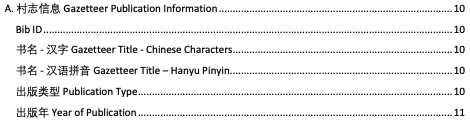 A. 村志信息 Gazetteer Publication Information........................................................................10
Bib ID.......................................................................................................................10
书名 - 汉字 Gazetteer Title - Chinese Characters...................................................................10
书名 - 汉语拼音 Gazetteer Title – Hanyu Pinyin....................................................................10
出版类型 Publication Type................................................................................................10
出版年 Year of Publication................................................................................................11